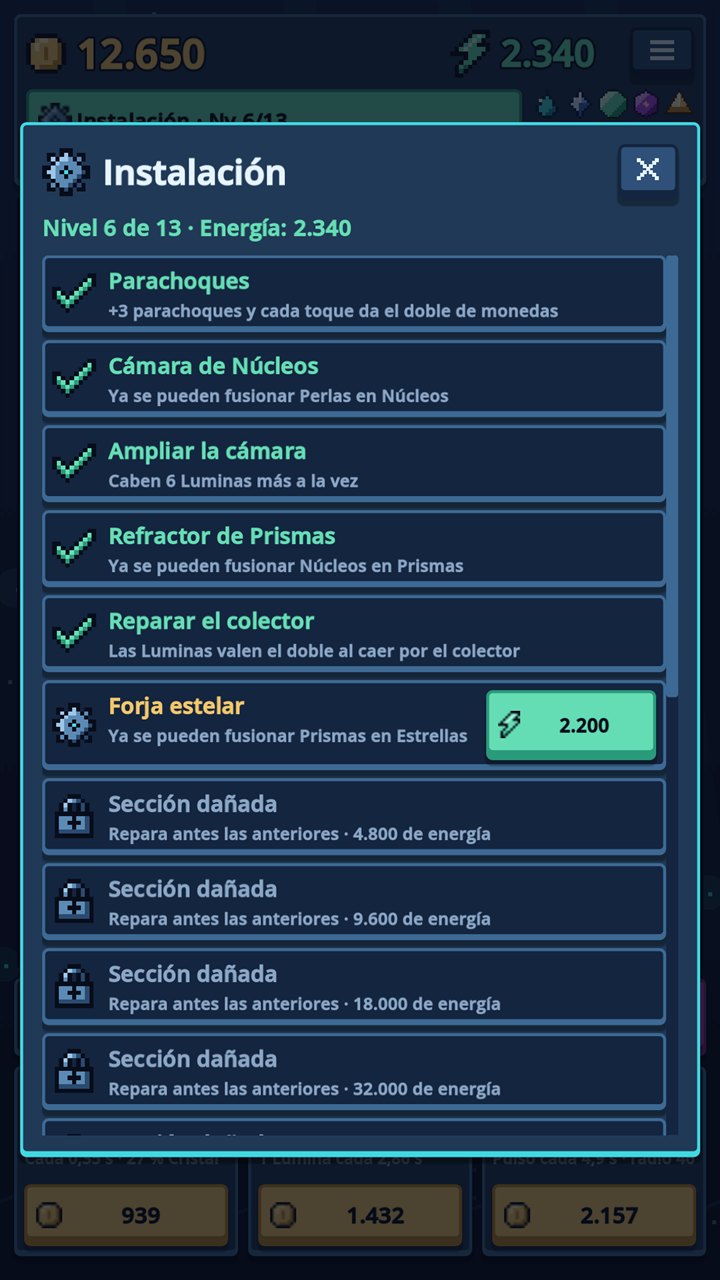 12.650
2.340
Instalación · Nv 6/13
Instalación
Nivel 6 de 13 · Energía: 2.340
Parachoques
+3 parachoques y cada toque da el doble de monedas
Cámara de Núcleos
Ya se pueden fusionar Perlas en Núcleos
Ampliar la cámara
Caben 6 Luminas más a la vez
Refractor de Prismas
Ya se pueden fusionar Núcleos en Prismas
Reparar el colector
Las Luminas valen el doble al caer por el colector
Forja estelar
Ya se pueden fusionar Prismas en Estrellas
2.200
Sección dañada
Repara antes las anteriores · 4.800 de energía
Sección dañada
Repara antes las anteriores · 9.600 de energía
Sección dañada
Repara antes las anteriores · 18.000 de energía
Sección dañada
Repara antes las anteriores · 32.000 de energía
939
1.432
2.157